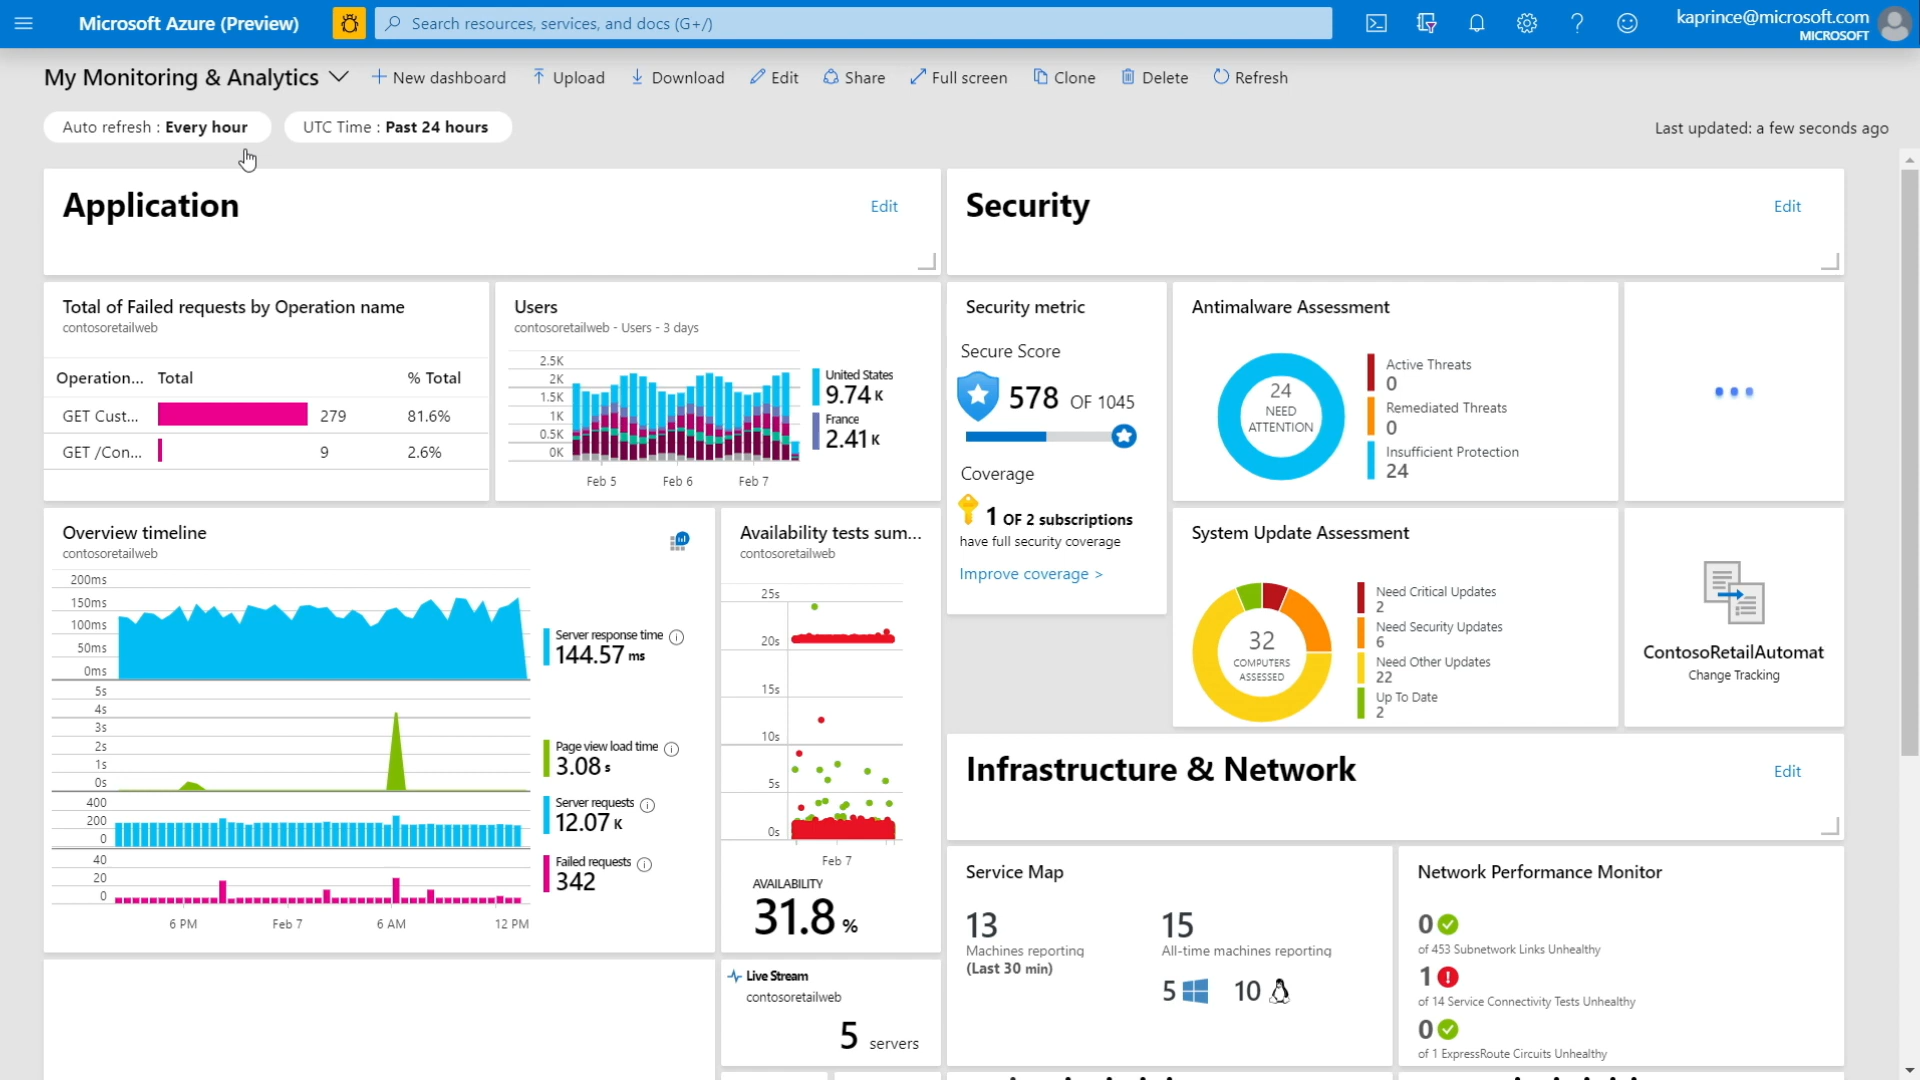 Microsoft Azure (Preview)
Search resources, services, and docs (G+/)
kaprince@microsoft.com
MICROSOFT
My Monitoring & Analytics
New dashboard
Upload
Download
Edit
Share
Full screen
Clone
Delete
Refresh
Auto refresh : Every hour
UTC Time : Past 24 hours
Last updated: a few seconds ago
Application
Edit
Security
Edit
Total of Failed requests by Operation name
contosoretailweb
Operation... Total % Total
GET Cust... 279 81.6%
GET /Con... 9 2.6%
Users
contosoretailweb - Users - 3 days
2.5K
2K
1.5K
1K
0.5K
0K
Feb 5 Feb 6 Feb 7
United States
9.74 K
France
2.41 K
Security metric
Secure Score
578 OF 1045
Coverage
1 OF 2 subscriptions
have full security coverage
Improve coverage >
Antimalware Assessment
24
NEED
ATTENTION
Active Threats
0
Remediated Threats
0
Insufficient Protection
24
Overview timeline
contosoretailweb
200ms
150ms
100ms
50ms
0ms
Server response time
144.57 ms
5s
4s
3s
2s
1s
0s
Page view load time
3.08 s
400
200
0
Server requests
12.07 K
40
20
0
Failed requests
342
6 PM Feb 7 6 AM 12 PM
Availability tests sum...
contosoretailweb
25s
20s
15s
10s
5s
0s
Feb 7
AVAILABILITY
31.8 %
System Update Assessment
32
COMPUTERS
ASSESSED
Need Critical Updates
2
Need Security Updates
6
Need Other Updates
22
Up To Date
2
ContosoRetailAutomat
Change Tracking
Infrastructure & Network
Edit
Live Stream
contosoretailweb
5 servers
Service Map
13
Machines reporting
(Last 30 min)
15
All-time machines reporting
5 10
Network Performance Monitor
0
of 453 Subnetwork Links Unhealthy
1
of 14 Service Connectivity Tests Unhealthy
0
of 1 ExpressRoute Circuits Unhealthy